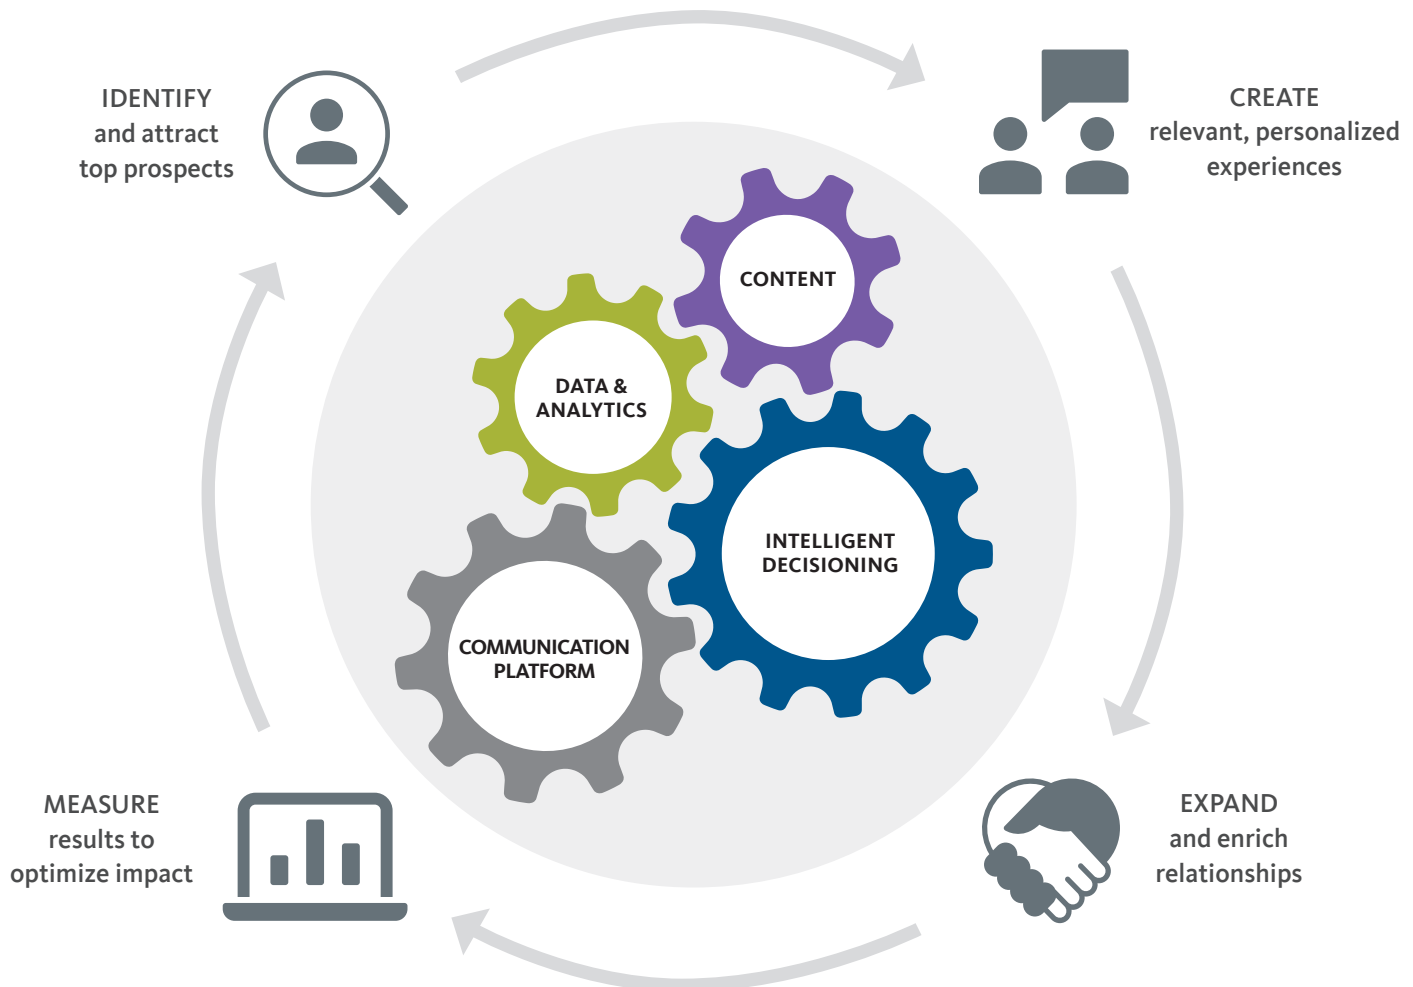 IDENTIFY
and attract
top prospects
CREATE
relevant, personalized
experiences
CONTENT
DATA &
ANALYTICS
INTELLIGENT
DECISIONING
COMMUNICATION
PLATFORM
MEASURE
results to
optimize impact
EXPAND
and enrich
relationships